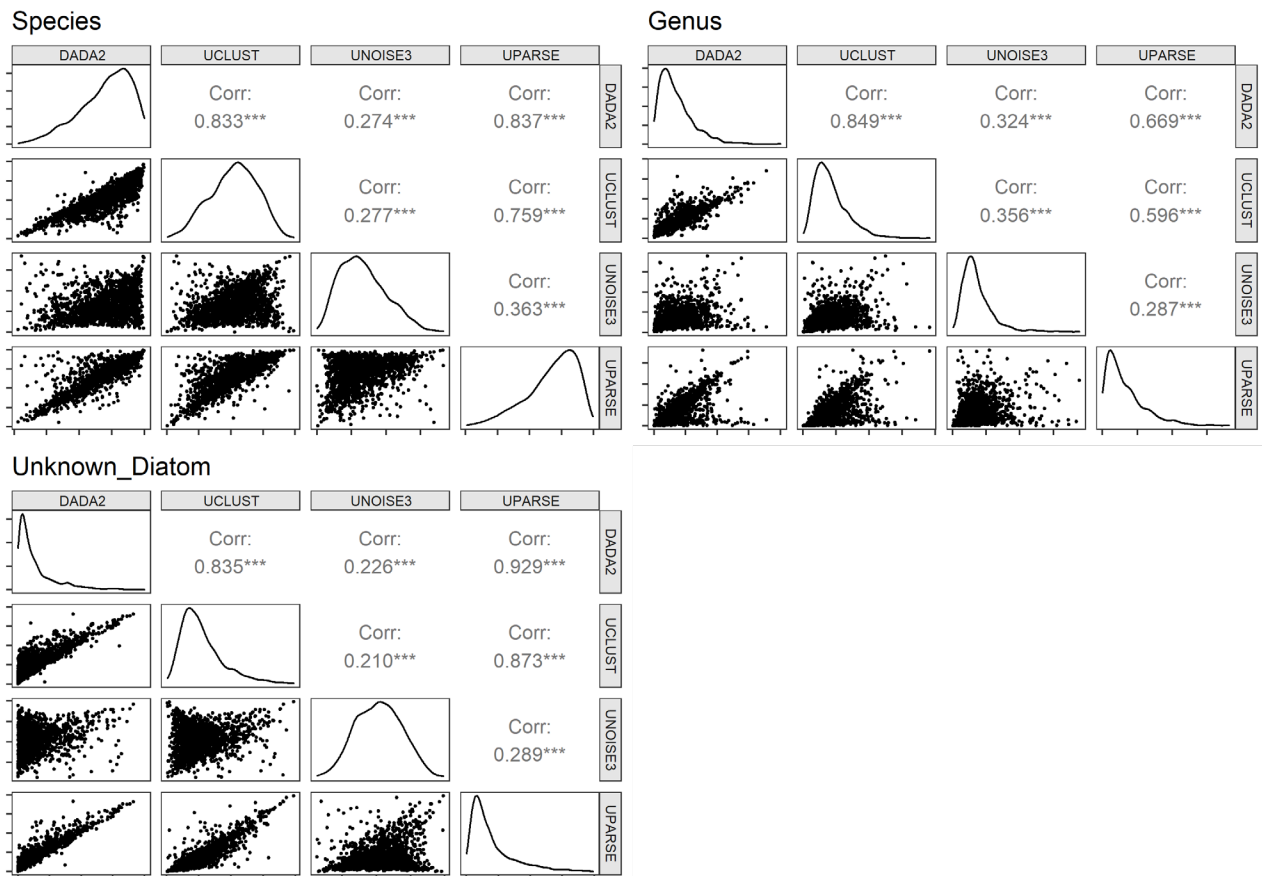 Species
DADA2 UCLUST UNOISE3 UPARSE
Corr: Corr: Corr:
0.833*** 0.274*** 0.837***
DADA2
Corr: Corr:
0.277*** 0.759***
UCLUST
Corr:
0.363***
UNOISE3
UPARSE
Genus
DADA2 UCLUST UNOISE3 UPARSE
Corr: Corr: Corr:
0.849*** 0.324*** 0.669***
DADA2
Corr: Corr:
0.356*** 0.596***
UCLUST
Corr:
0.287***
UNOISE3
UPARSE
Unknown_Diatom
DADA2 UCLUST UNOISE3 UPARSE
Corr: Corr: Corr:
0.835*** 0.226*** 0.929***
DADA2
Corr: Corr:
0.210*** 0.873***
UCLUST
Corr:
0.289***
UNOISE3
UPARSE